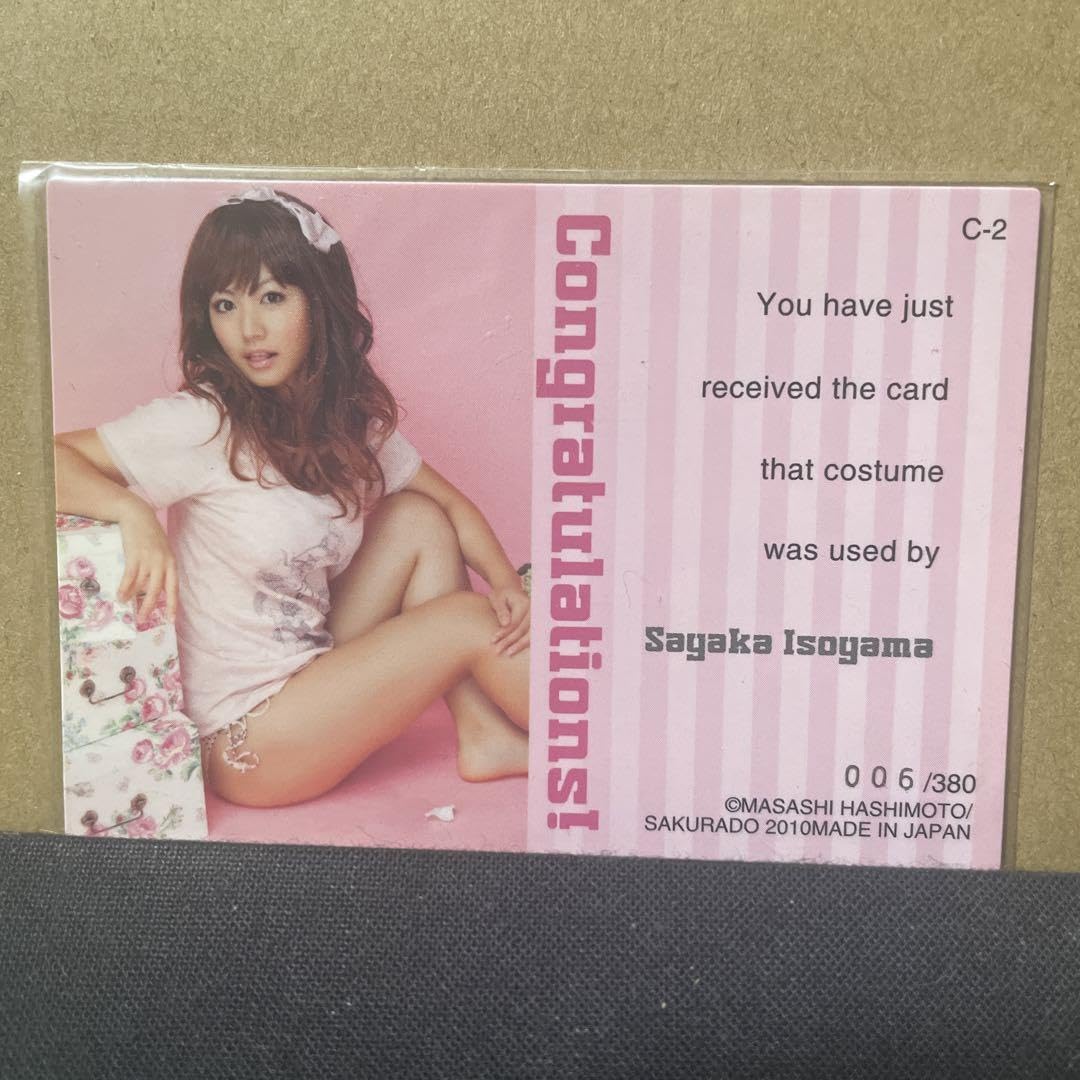 Congratulations!
C-2
You have just
received the card
that costume
was used by
Sayaka Isoyama
006/380
©MASASHI HASHIMOTO/
SAKURADO 2010MADE IN JAPAN